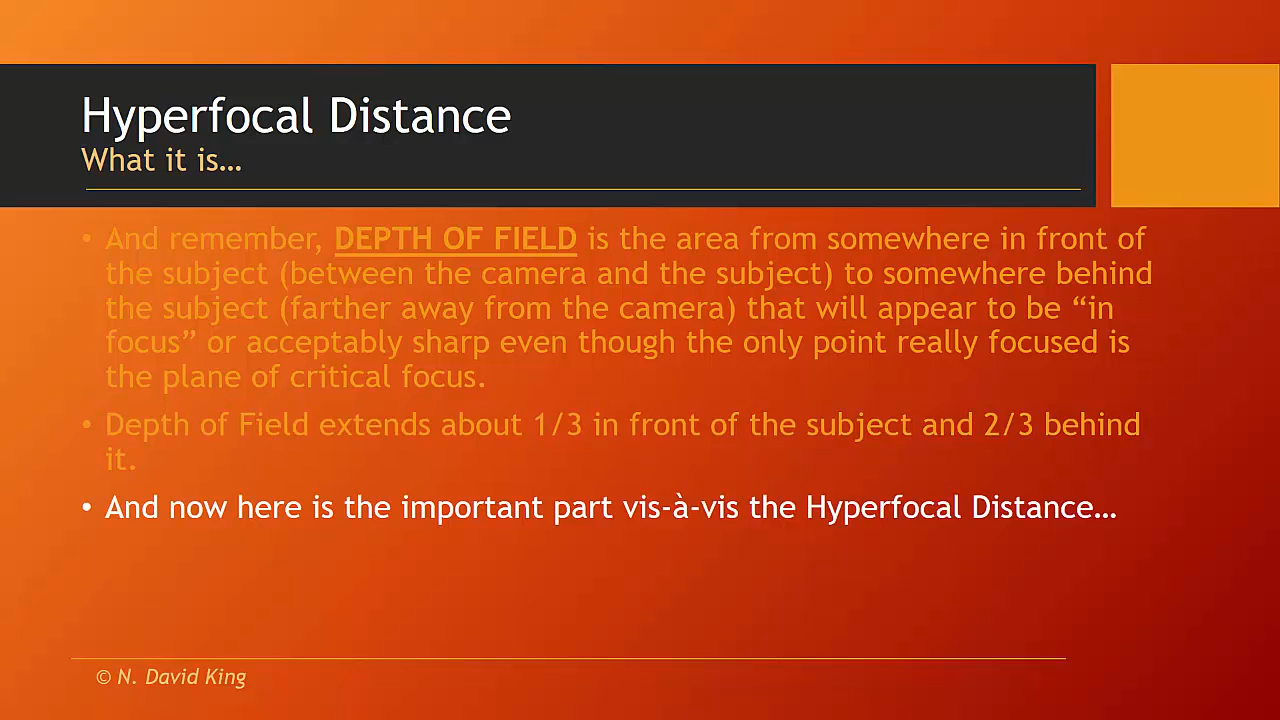 Hyperfocal Distance
What it is…
• And remember, DEPTH OF FIELD is the area from somewhere in front of
the subject (between the camera and the subject) to somewhere behind
the subject (farther away from the camera) that will appear to be “in
focus” or acceptably sharp even though the only point really focused is
the plane of critical focus.
• Depth of Field extends about 1/3 in front of the subject and 2/3 behind
it.
• And now here is the important part vis-à-vis the Hyperfocal Distance…
© N. David King